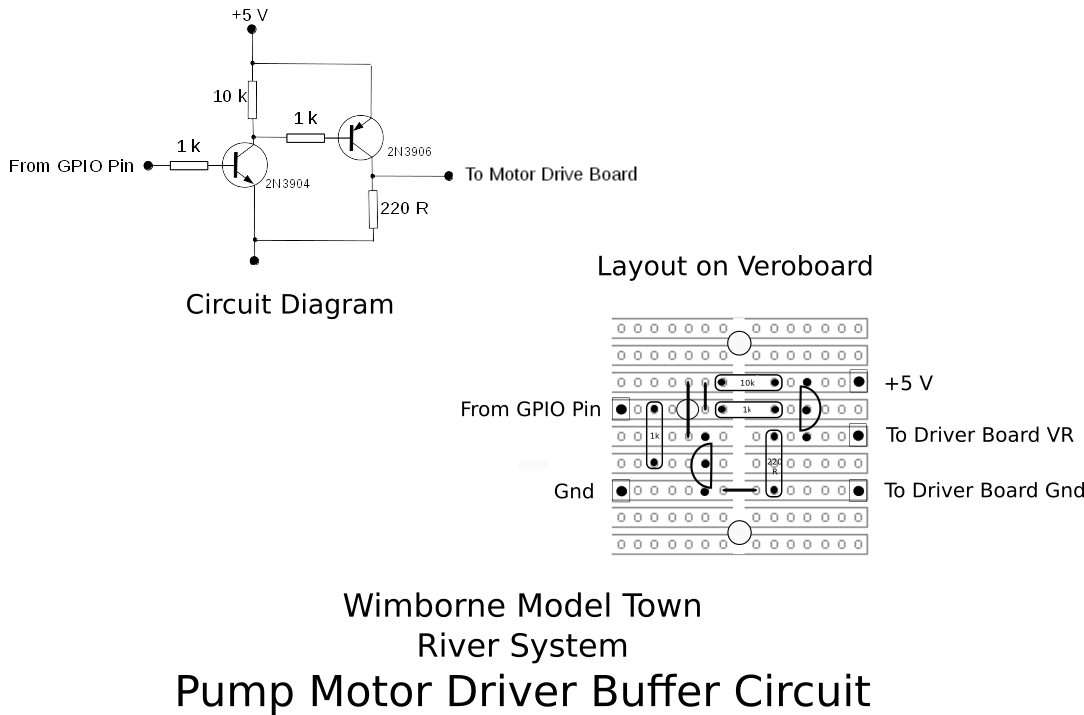 +5 V
10 k
1 k
2N3906
1 k
From GPIO Pin
2N3904
To Motor Drive Board
220 R
Circuit Diagram
Layout on Veroboard
10k
+5 V
From GPIO Pin
1k
1k
To Driver Board VR
220
R
Gnd
To Driver Board Gnd
Wimborne Model Town
River System
Pump Motor Driver Buffer Circuit